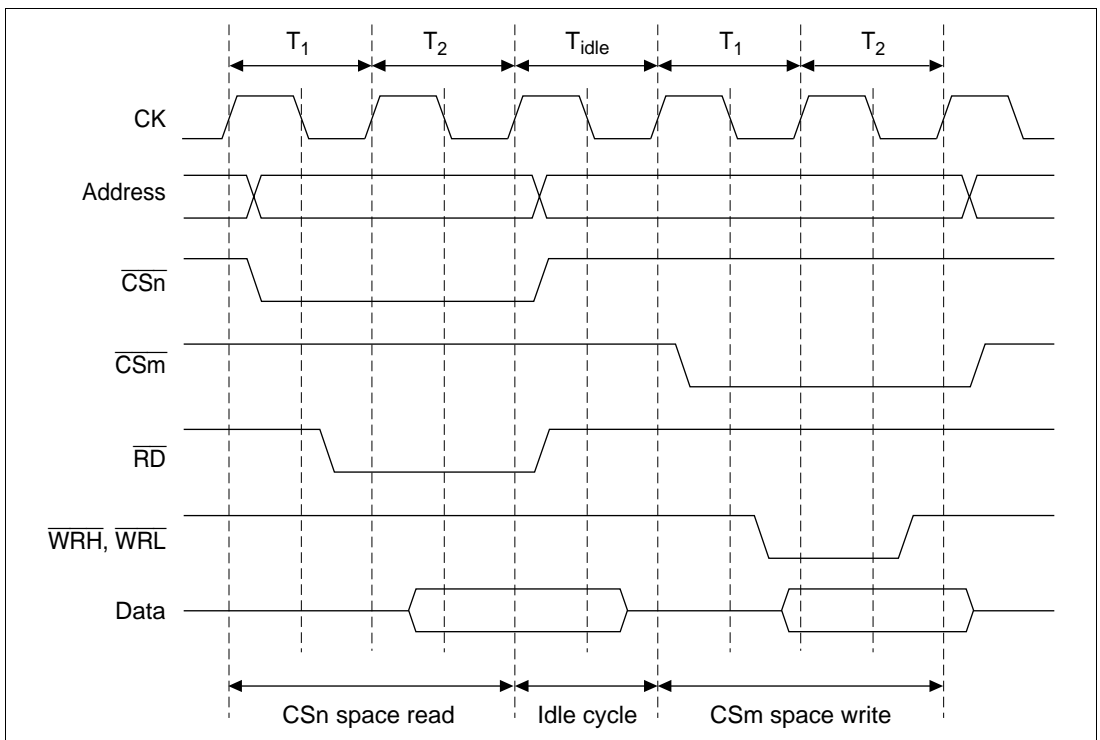 T1 T2 Tidle T1 T2
CK
Address
CSn
CSm
RD
WRH, WRL
Data
CSn space read Idle cycle CSm space write